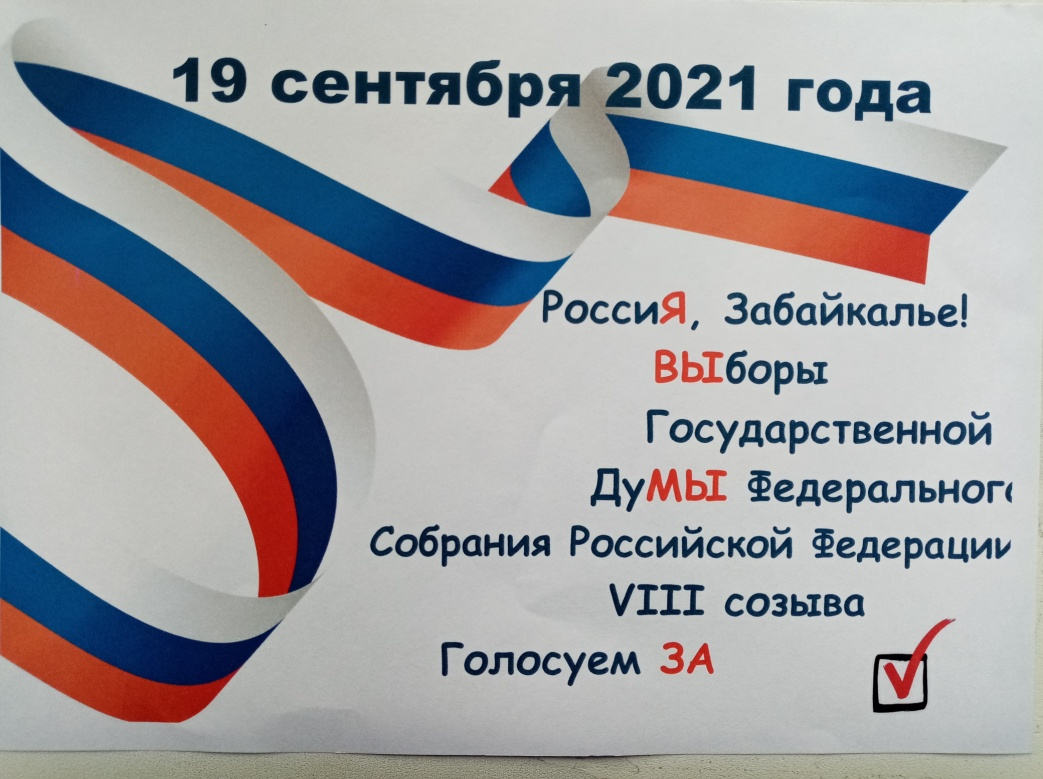 19 сентября 2021 года
РоссиЯ, Забайкалье!
ВЫборы
Государственной
ДуМЫ Федеральног
Собрания Российской Федерации
VIII созыва
Голосуем ЗА